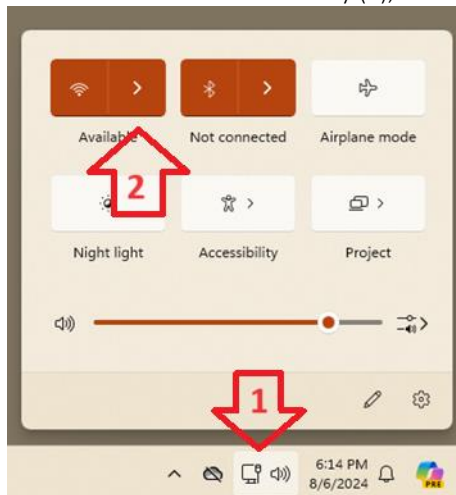 Available
Not connected
Airplane mode
2
Night light
Accessibility
Project
1
6:14 PM
8/6/2024
PRE